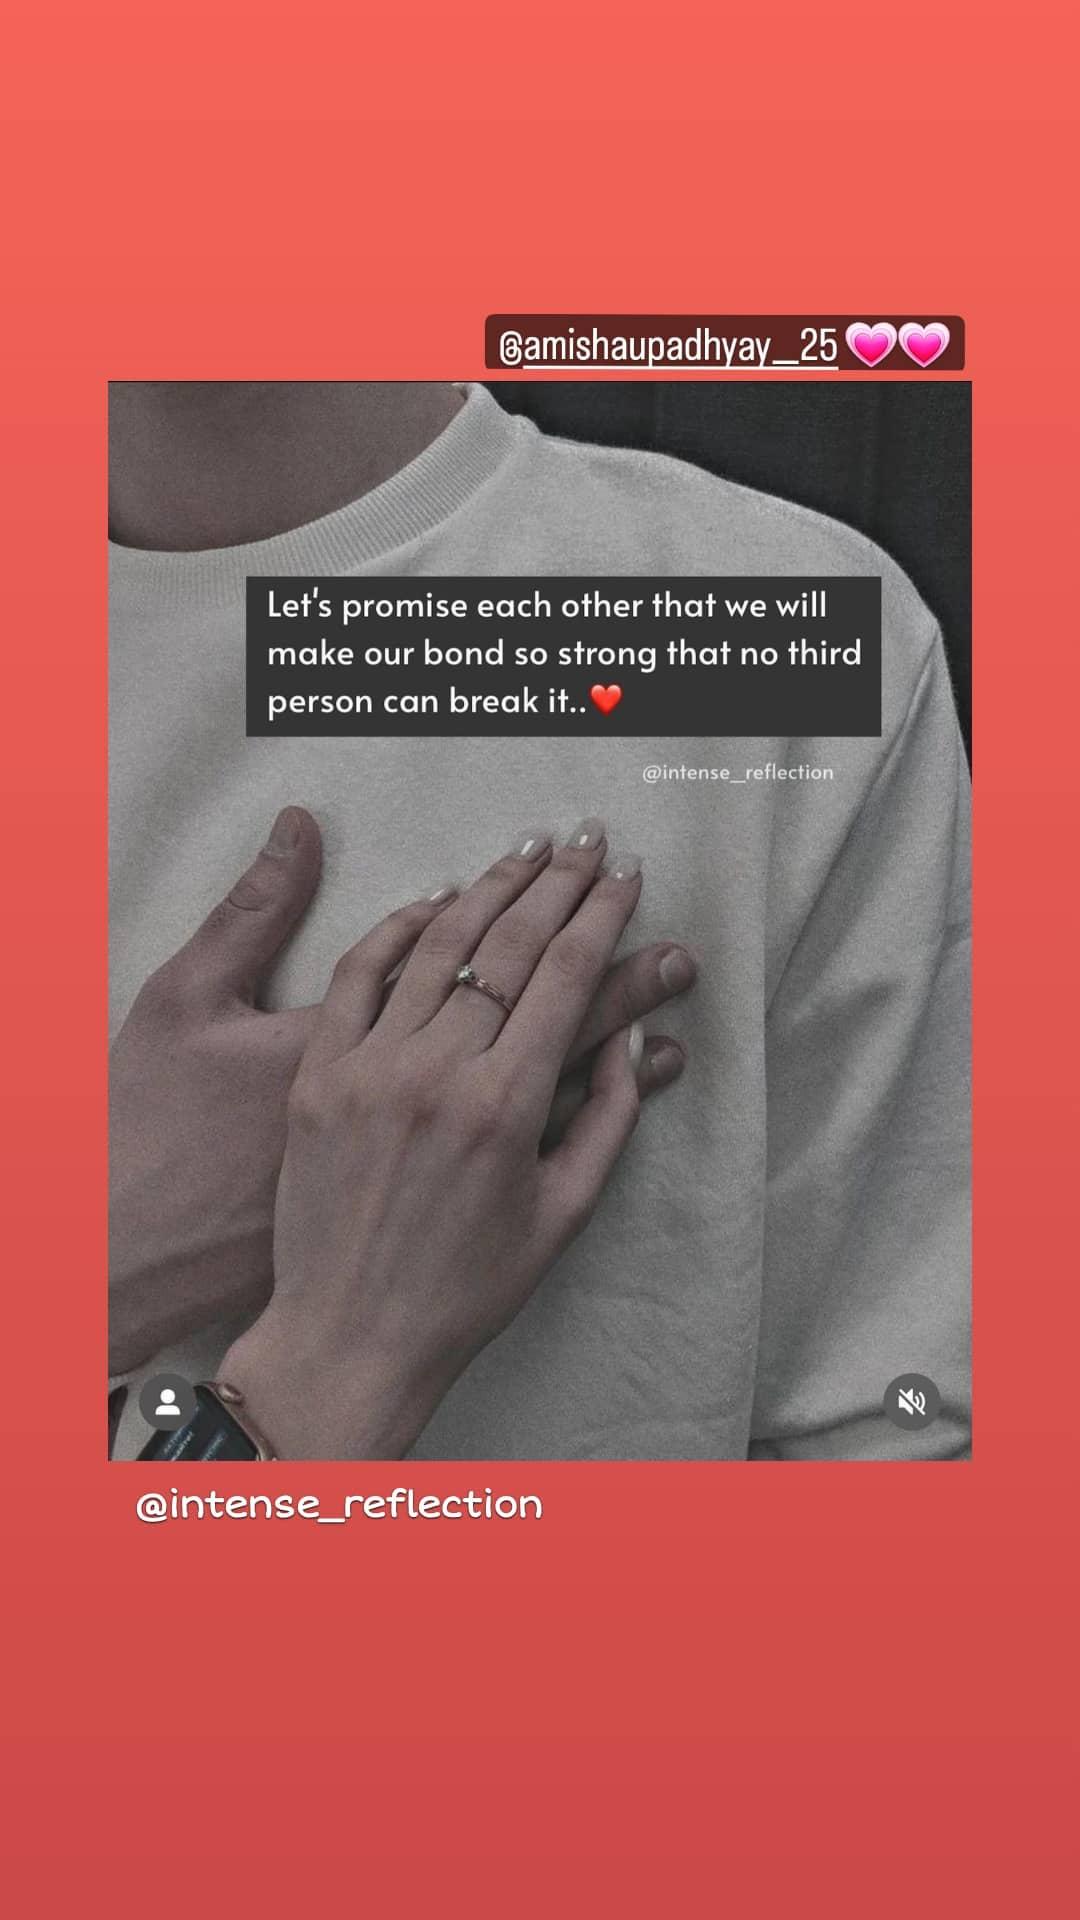 @amishaupadhyay__25💗💗
Let's promise each other that we will
make our bond so strong that no third
person can break it..❤️
@intense_reflection
@intense_reflection